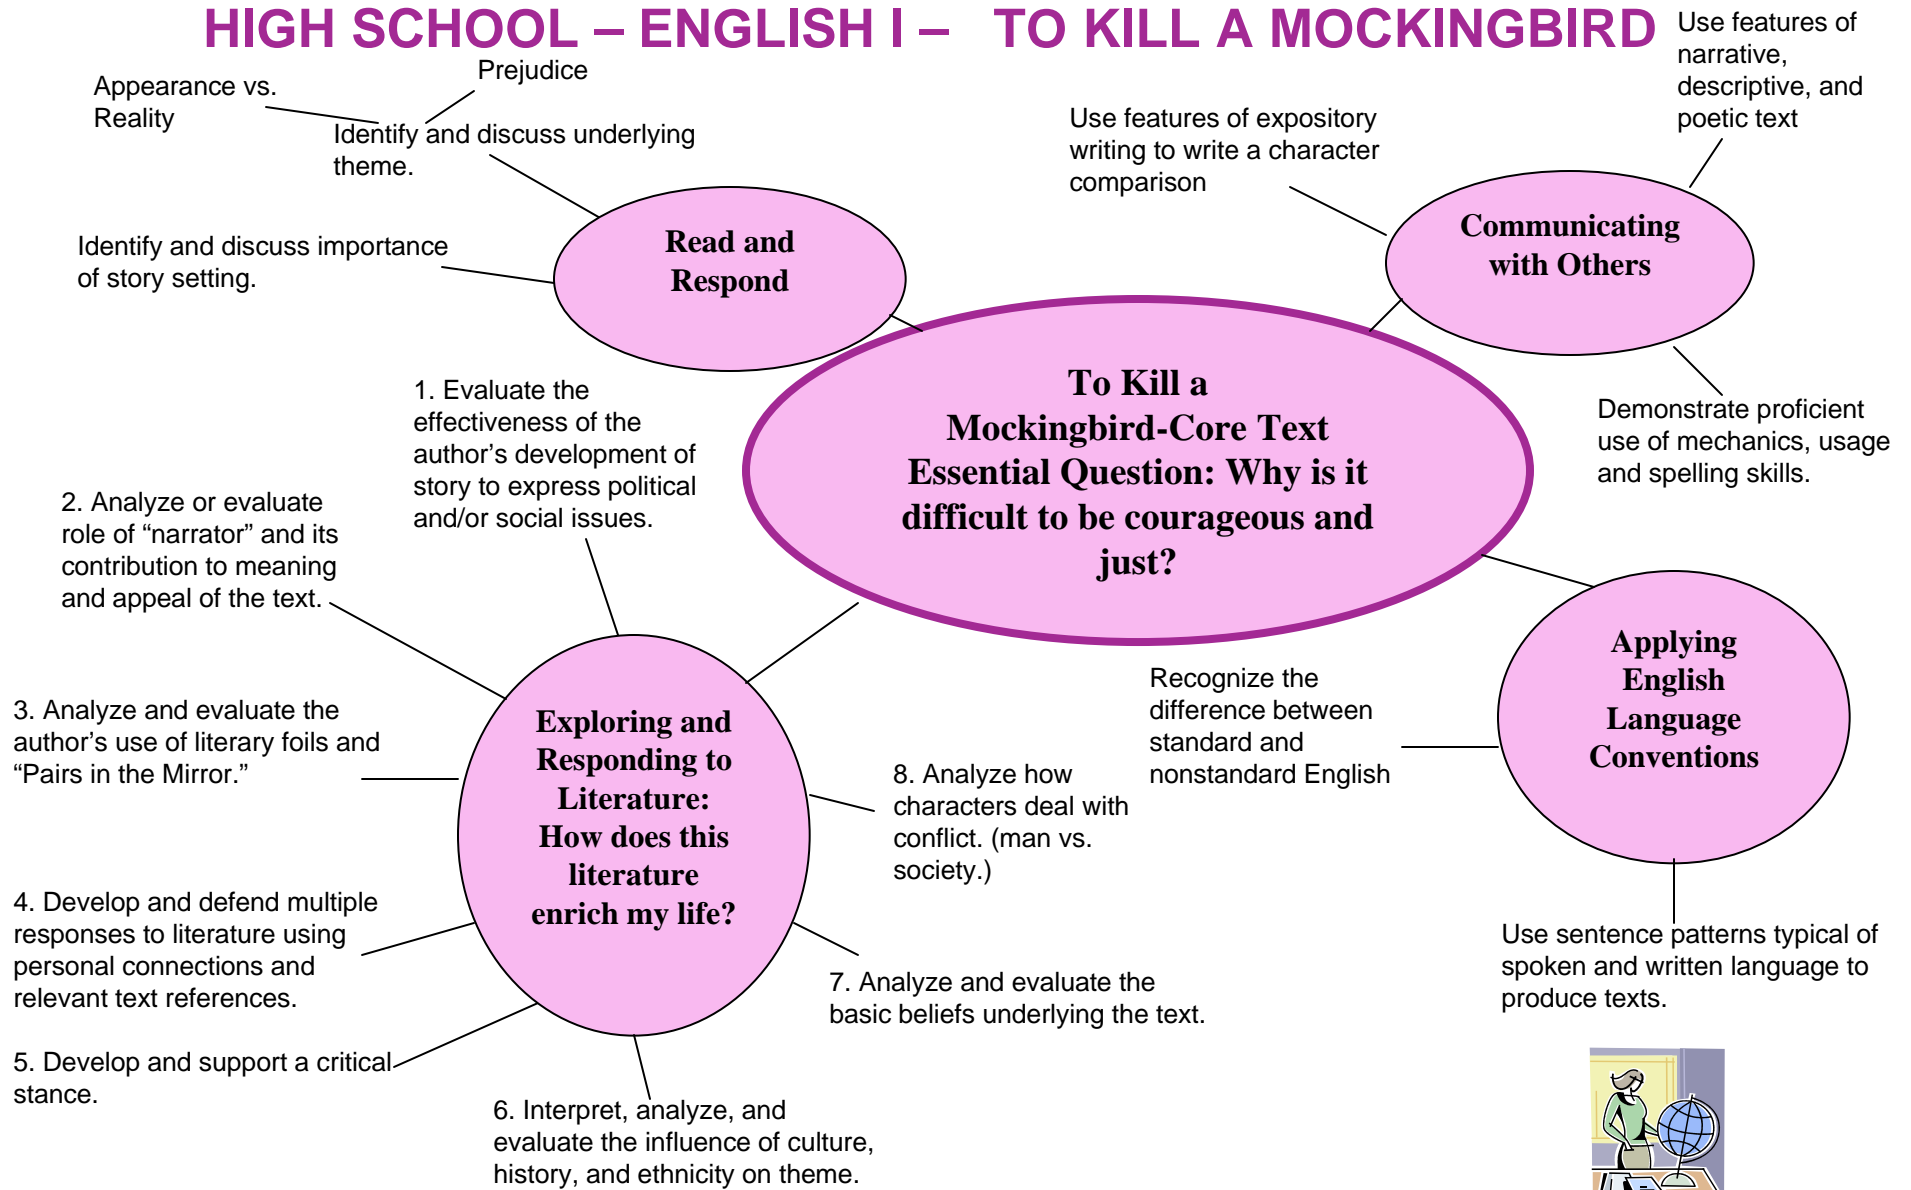 HIGH SCHOOL – ENGLISH I – TO KILL A MOCKINGBIRD
Appearance vs.
Reality
Prejudice
Identify and discuss underlying
theme.
Identify and discuss importance
of story setting.
Read and
Respond
Use features of expository
writing to write a character
comparison
Use features of
narrative,
descriptive, and
poetic text
Communicating
with Others
Demonstrate proficient
use of mechanics, usage
and spelling skills.
To Kill a
Mockingbird-Core Text
Essential Question: Why is it
difficult to be courageous and
just?
1. Evaluate the
effectiveness of the
author’s development of
story to express political
and/or social issues.
2. Analyze or evaluate
role of “narrator” and its
contribution to meaning
and appeal of the text.
3. Analyze and evaluate the
author’s use of literary foils and
“Pairs in the Mirror.”
4. Develop and defend multiple
responses to literature using
personal connections and
relevant text references.
5. Develop and support a critical
stance.
6. Interpret, analyze, and
evaluate the influence of culture,
history, and ethnicity on theme.
7. Analyze and evaluate the
basic beliefs underlying the text.
8. Analyze how
characters deal with
conflict. (man vs.
society.)
Exploring and
Responding to
Literature:
How does this
literature
enrich my life?
Recognize the
difference between
standard and
nonstandard English
Applying
English
Language
Conventions
Use sentence patterns typical of
spoken and written language to
produce texts.